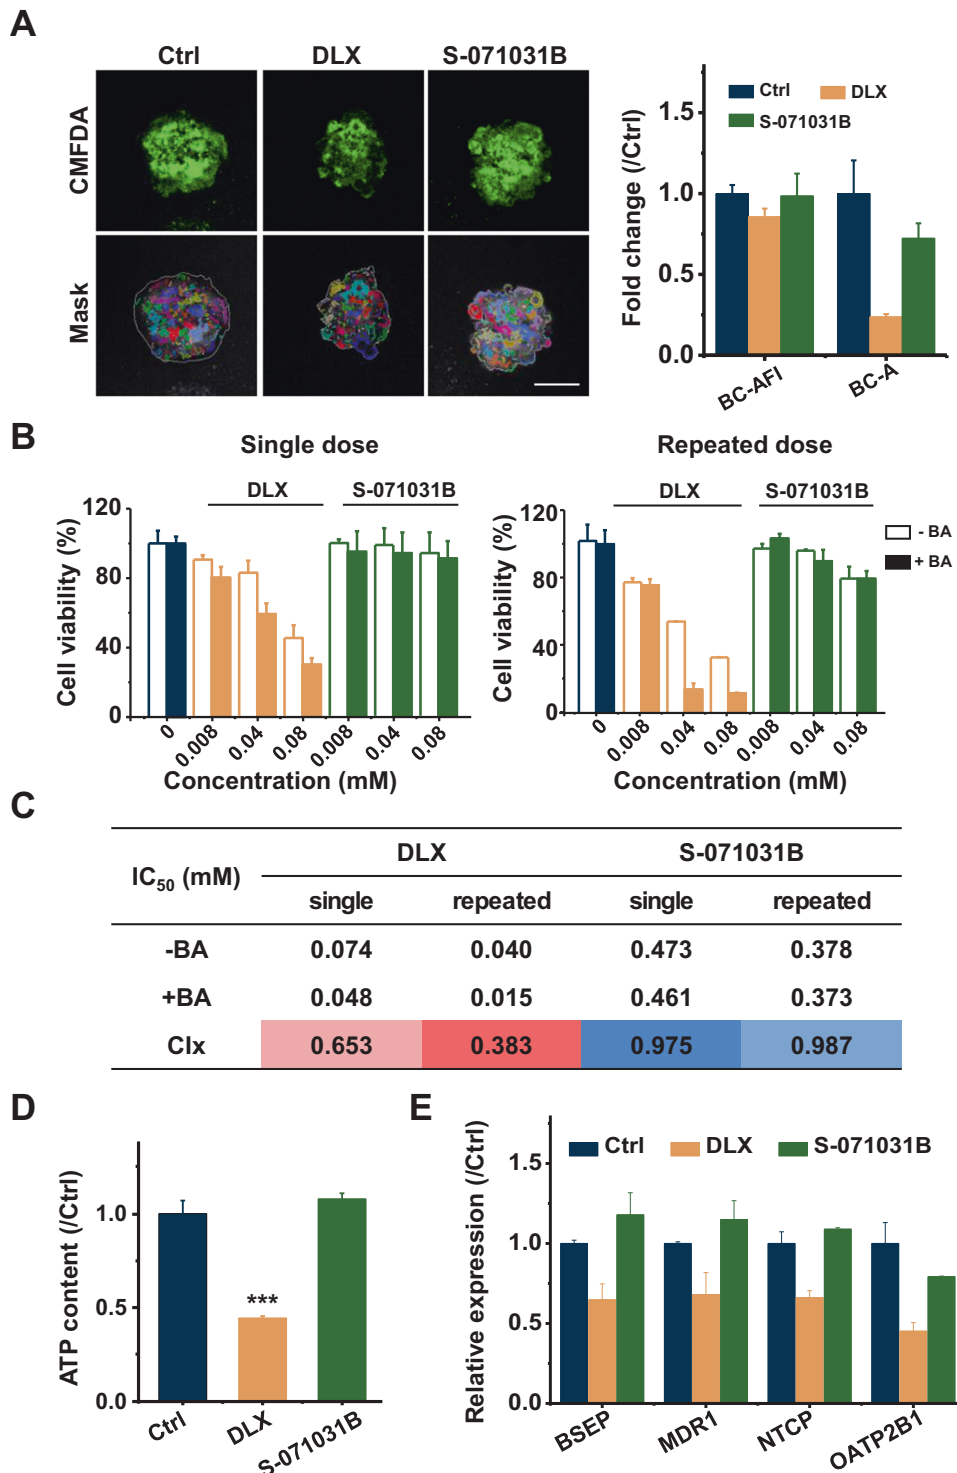 A
Ctrl DLX S-071031B
CMFDA
Mask
Fold change (/Ctrl)
1.5
1.0
0.5
0.0
Ctrl DLX
S-071031B
BC-AFI BC-A
B
Single dose
DLX S-071031B
Cell viability (%)
120
80
40
0
0 0.008 0.04 0.08 0.008 0.04 0.08
Concentration (mM)
Repeated dose
DLX S-071031B
Cell viability (%)
120
80
40
0
0 0.008 0.04 0.08 0.008 0.04 0.08
Concentration (mM)
- BA
+ BA
C
IC50 (mM) DLX S-071031B
single repeated single repeated
-BA 0.074 0.040 0.473 0.378
+BA 0.048 0.015 0.461 0.373
CIx 0.653 0.383 0.975 0.987
D
ATP content (/Ctrl)
1.0
0.5
0.0
***
Ctrl DLX S-071031B
E
Relative expression (/Ctrl)
1.5
1.0
0.5
0.0
Ctrl DLX S-071031B
BSEP MDR1 NTCP OATP2B1